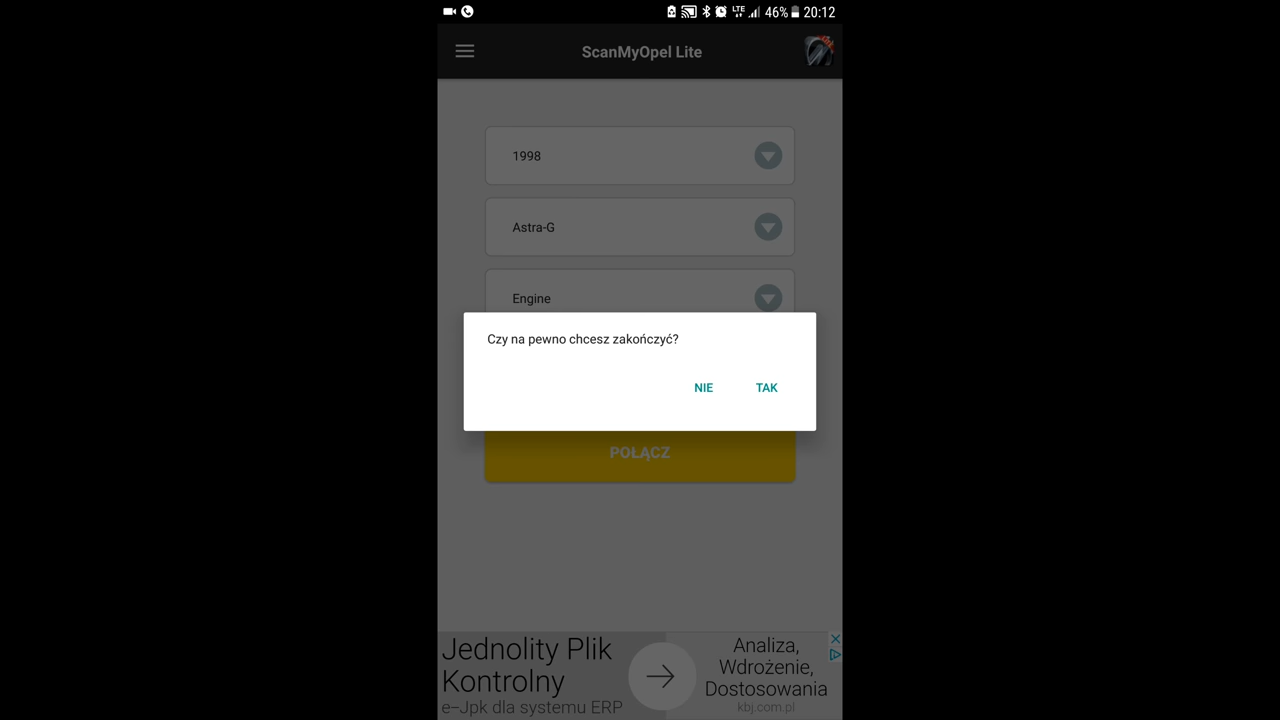 LTE 46% 20:12
ScanMyOpel Lite
1998
Astra-G
Engine
Czy na pewno chcesz zakończyć?
NIE TAK
POŁĄCZ
Jednolity Plik
Kontrolny
e–Jpk dla systemu ERP
Analiza,
Wdrożenie,
Dostosowania
kbj.com.pl